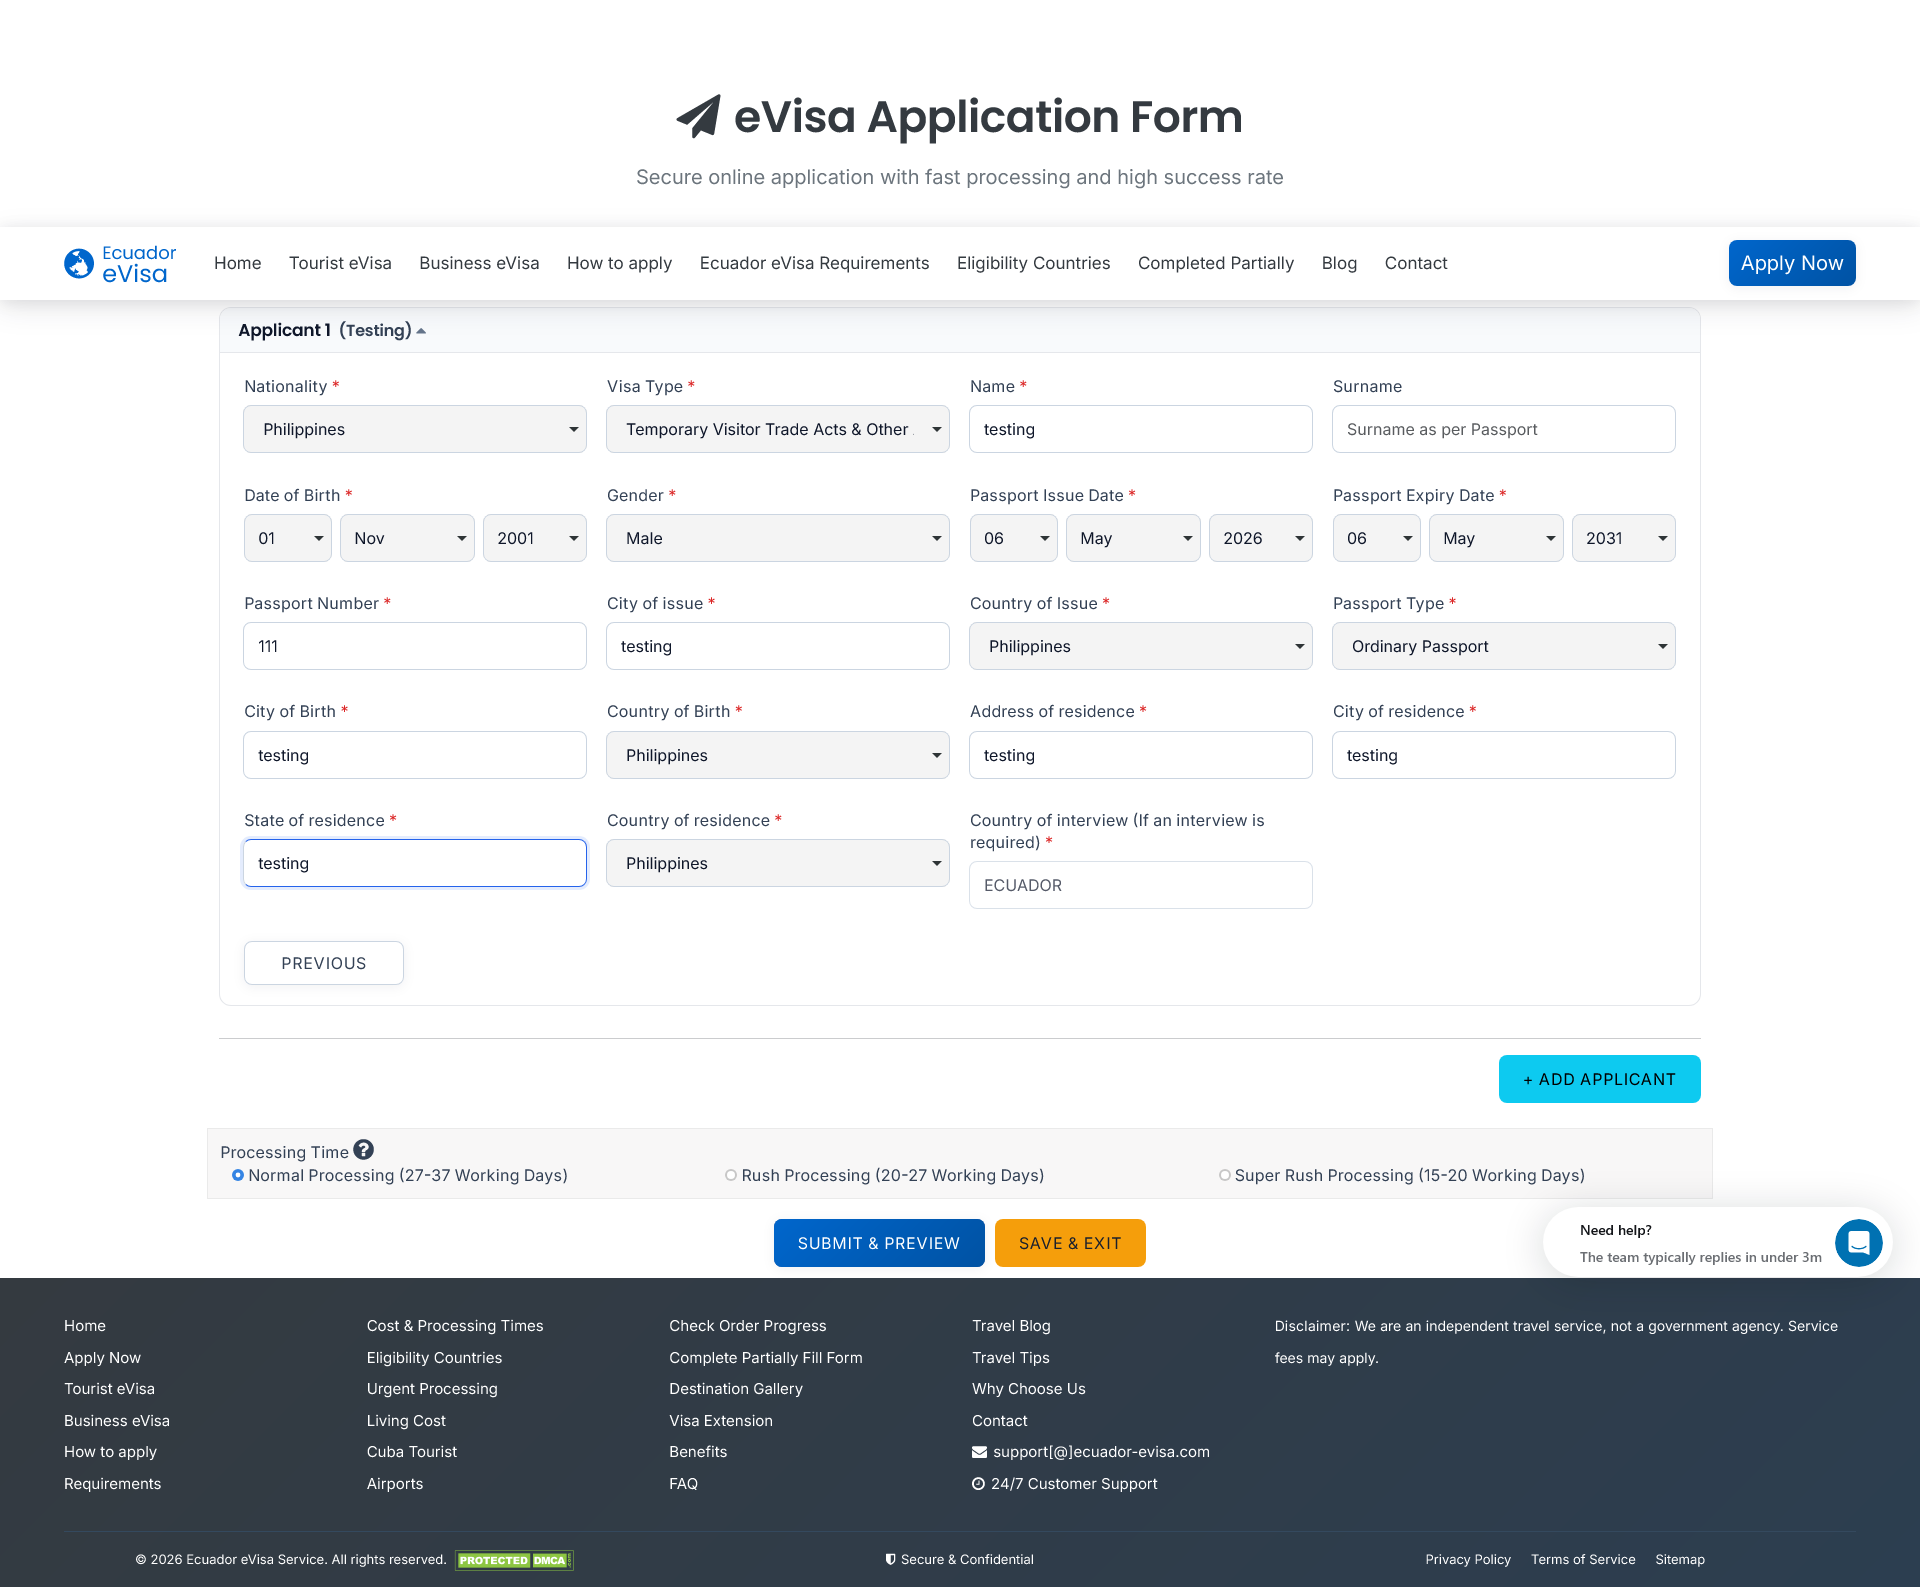 eVisa Application Form
Secure online application with fast processing and high success rate
Ecuador
eVisa
Home Tourist eVisa Business eVisa How to apply Ecuador eVisa Requirements Eligibility Countries Completed Partially Blog Contact Apply Now
Applicant 1 (Testing)
Nationality * Visa Type * Name * Surname
Philippines Temporary Visitor Trade Acts & Other testing Surname as per Passport
Date of Birth * Gender * Passport Issue Date * Passport Expiry Date *
01 Nov 2001 Male 06 May 2026 06 May 2031
Passport Number * City of issue * Country of Issue * Passport Type *
111 testing Philippines Ordinary Passport
City of Birth * Country of Birth * Address of residence * City of residence *
testing Philippines testing testing
State of residence * Country of residence * Country of interview (If an interview is
required) *
testing Philippines
ECUADOR
PREVIOUS
+ ADD APPLICANT
Processing Time ?
Normal Processing (27-37 Working Days) Rush Processing (20-27 Working Days) Super Rush Processing (15-20 Working Days)
SUBMIT & PREVIEW SAVE & EXIT
Need help?
The team typically replies in under 3m
Home Cost & Processing Times Check Order Progress Travel Blog Disclaimer: We are an independent travel service, not a government agency. Service
Apply Now Eligibility Countries Complete Partially Fill Form Travel Tips fees may apply.
Tourist eVisa Urgent Processing Destination Gallery Why Choose Us
Business eVisa Living Cost Visa Extension Contact
How to apply Cuba Tourist Benefits support[@]ecuador-evisa.com
Requirements Airports FAQ 24/7 Customer Support
© 2026 Ecuador eVisa Service. All rights reserved. PROTECTED DMCA Secure & Confidential Privacy Policy Terms of Service Sitemap